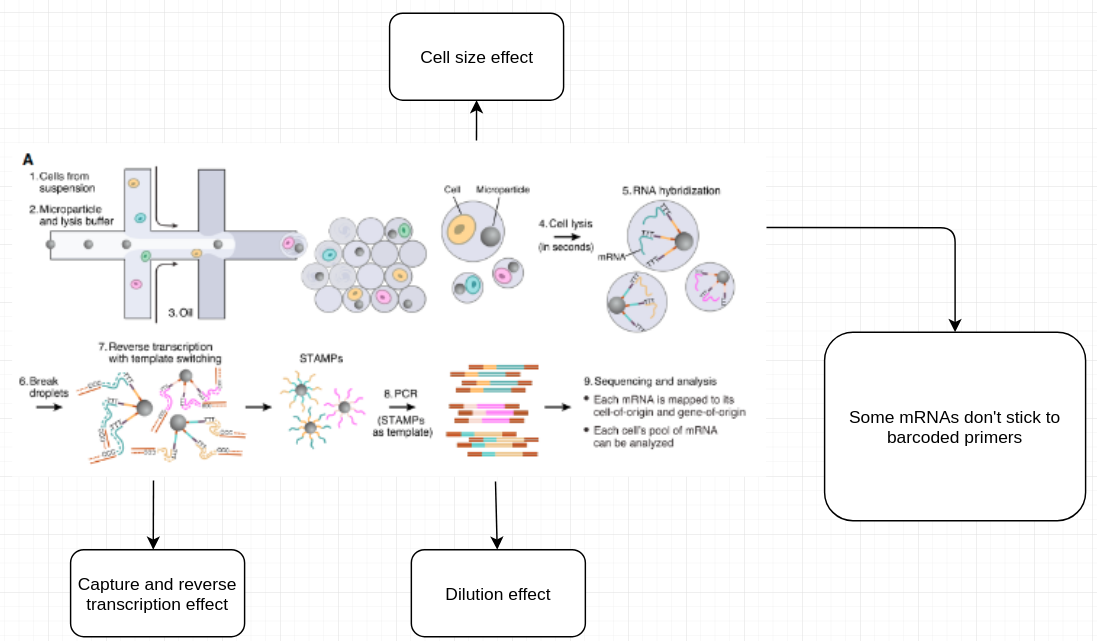 Cell size effect
A
1. Cells from
suspension
2. Microparticle
and lysis buffer
3. Oil
Cell
Microparticle
4. Cell lysis
(in seconds)
5. RNA hybridization
mRNA
6. Break
droplets
7. Reverse transcription
with template switching
STAMPs
8. PCR
(STAMPs
as template)
9. Sequencing and analysis
• Each mRNA is mapped to its
cell-of-origin and gene-of-origin
• Each cell's pool of mRNA
can be analyzed
Some mRNAs don't stick to
barcoded primers
Capture and reverse
transcription effect
Dilution effect